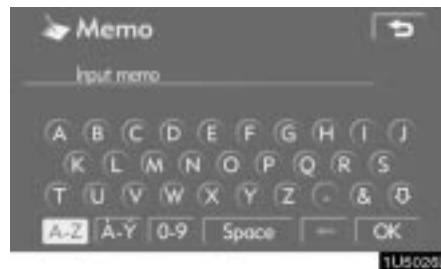 Memo
Input memo
A B C D E F G H I J
K L M N O P Q R S
T U V W X Y Z . &
A-Z À-Ý 0-9 Space ← OK
1U5026